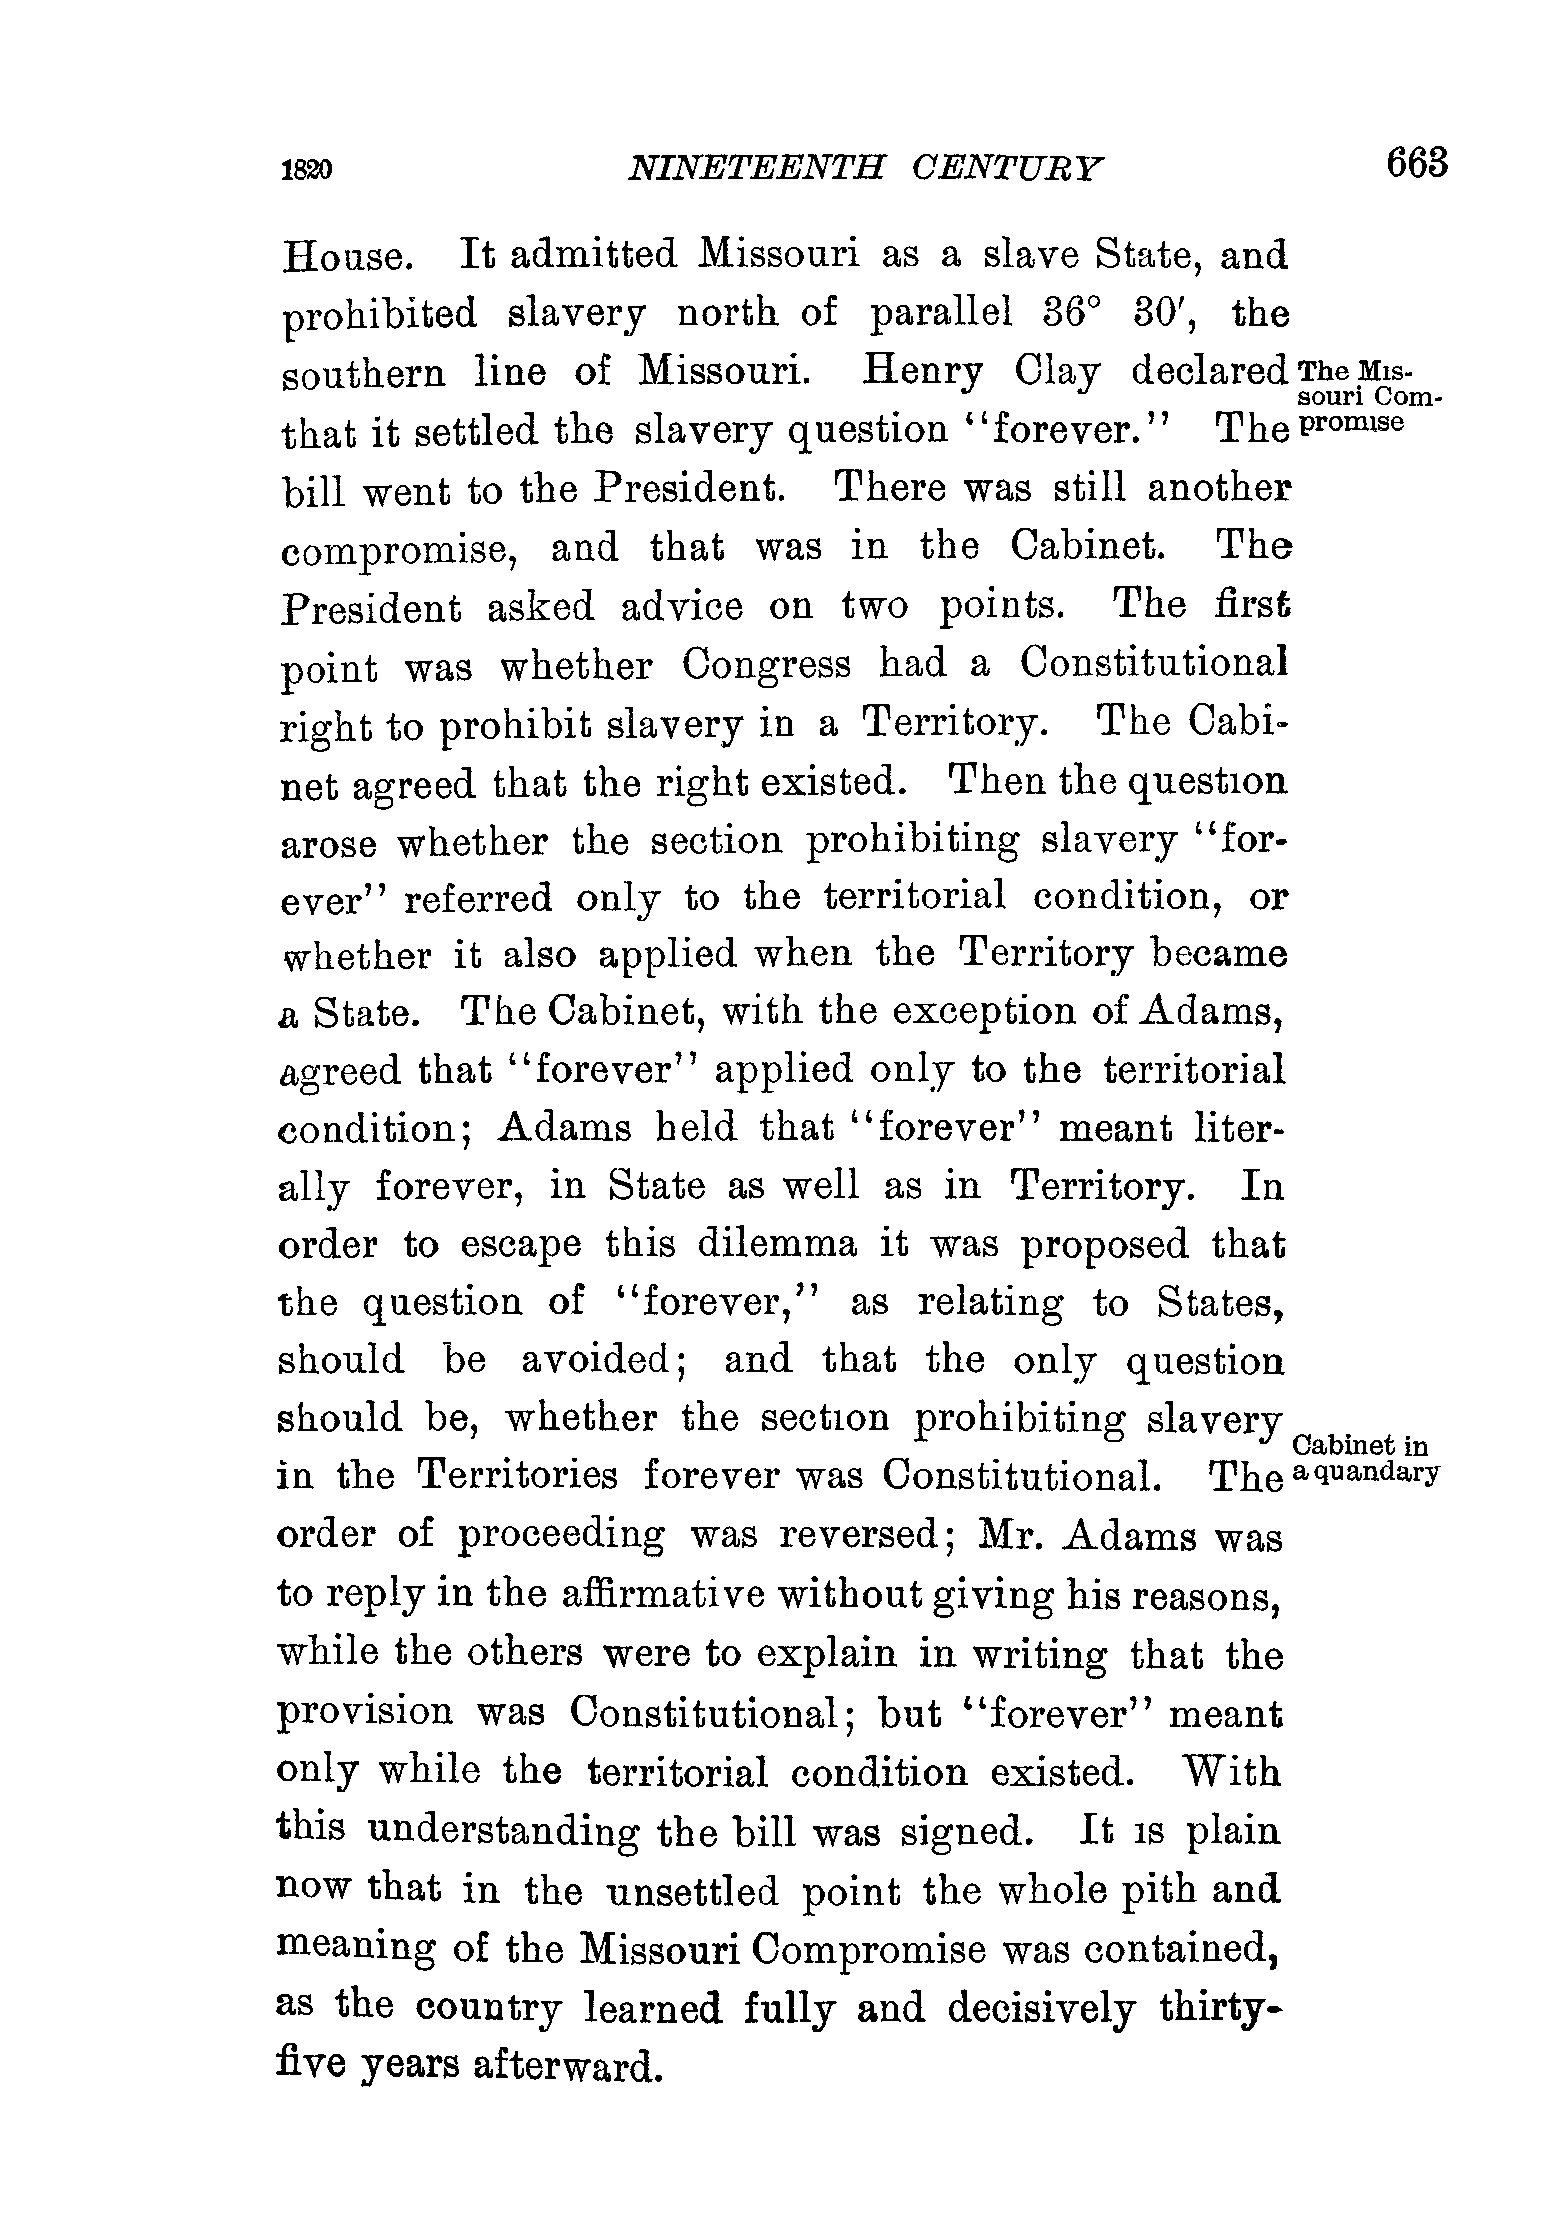 1820 NINETEENTH CENTURY 663
House. It admitted Missouri as a slave State, and
prohibited slavery north of parallel 36° 30′, the
southern line of Missouri. Henry Clay declared
The Mis-
souri Com-
promise
that it settled the slavery question "forever." The
bill went to the President. There was still another
compromise, and that was in the Cabinet. The
President asked advice on two points. The first
point was whether Congress had a Constitutional
right to prohibit slavery in a Territory. The Cabi-
net agreed that the right existed. Then the question
arose whether the section prohibiting slavery "for-
ever" referred only to the territorial condition, or
whether it also applied when the Territory became
a State. The Cabinet, with the exception of Adams,
agreed that "forever" applied only to the territorial
condition; Adams held that "forever" meant liter-
ally forever, in State as well as in Territory. In
order to escape this dilemma it was proposed that
the question of "forever," as relating to States,
should be avoided; and that the only question
should be, whether the section prohibiting slavery
Cabinet in
a quandary
in the Territories forever was Constitutional. The
order of proceeding was reversed; Mr. Adams was
to reply in the affirmative without giving his reasons,
while the others were to explain in writing that the
provision was Constitutional; but "forever" meant
only while the territorial condition existed. With
this understanding the bill was signed. It is plain
now that in the unsettled point the whole pith and
meaning of the Missouri Compromise was contained,
as the country learned fully and decisively thirty-
five years afterward.